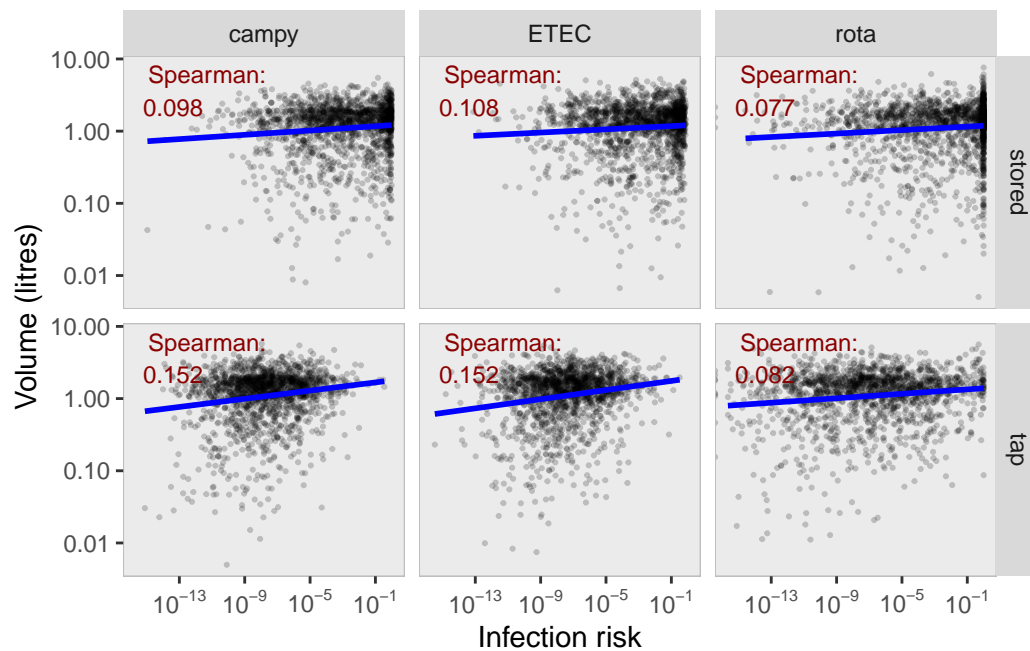 campy ETEC rota
10.00
1.00
0.10
0.01
Spearman:
0.098
Spearman:
0.108
Spearman:
0.077
stored
10.00
1.00
0.10
0.01
Spearman:
0.152
Spearman:
0.152
Spearman:
0.082
tap
Volume (litres)
10⁻¹³ 10⁻⁹ 10⁻⁵ 10⁻¹ 10⁻¹³ 10⁻⁹ 10⁻⁵ 10⁻¹ 10⁻¹³ 10⁻⁹ 10⁻⁵ 10⁻¹
Infection risk